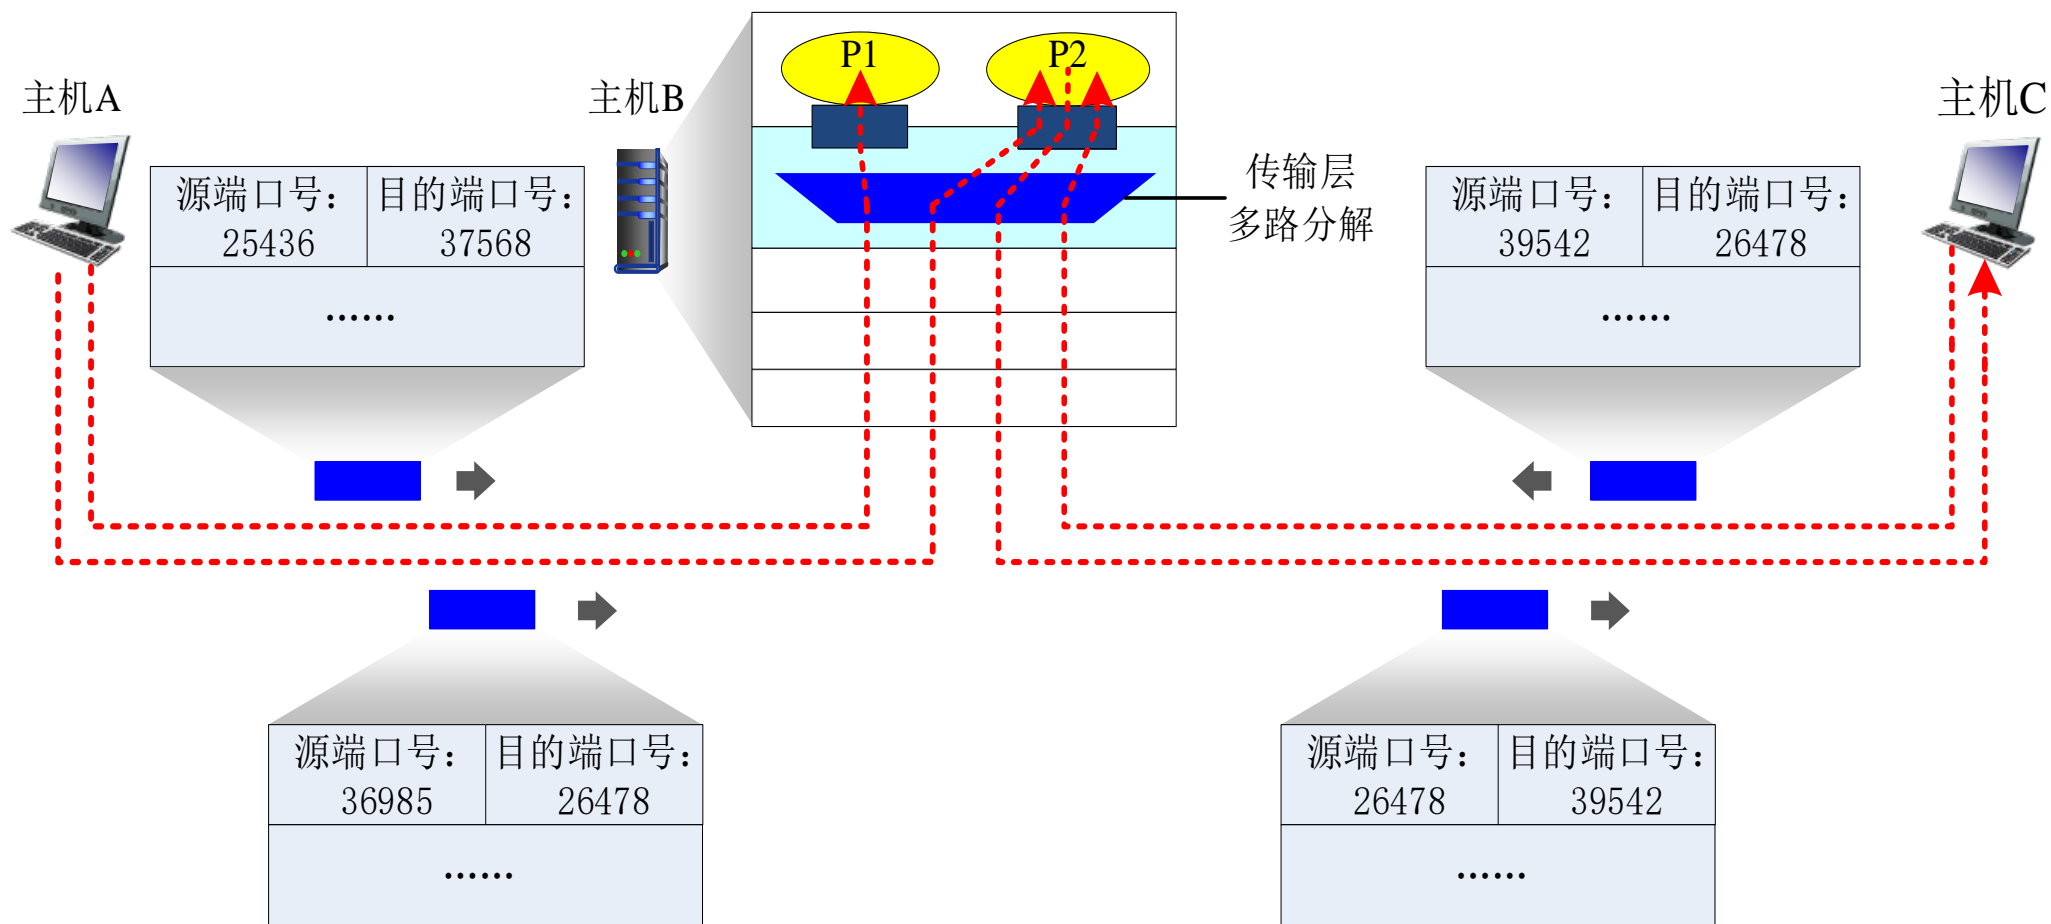 P1
P2
主机A
主机B
主机C
源端口号：
25436
目的端口号：
37568
……
传输层
多路分解
源端口号：
39542
目的端口号：
26478
……
源端口号：
36985
目的端口号：
26478
……
源端口号：
26478
目的端口号：
39542
……